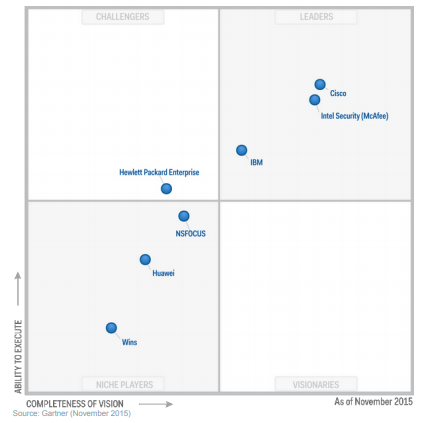 CHALLENGERS
LEADERS
Cisco
Intel Security (McAfee)
IBM
Hewlett Packard Enterprise
NSFOCUS
Huawei
Wins
NICHE PLAYERS
VISIONARIES
ABILITY TO EXECUTE
COMPLETENESS OF VISION
As of November 2015
Source: Gartner (November 2015)